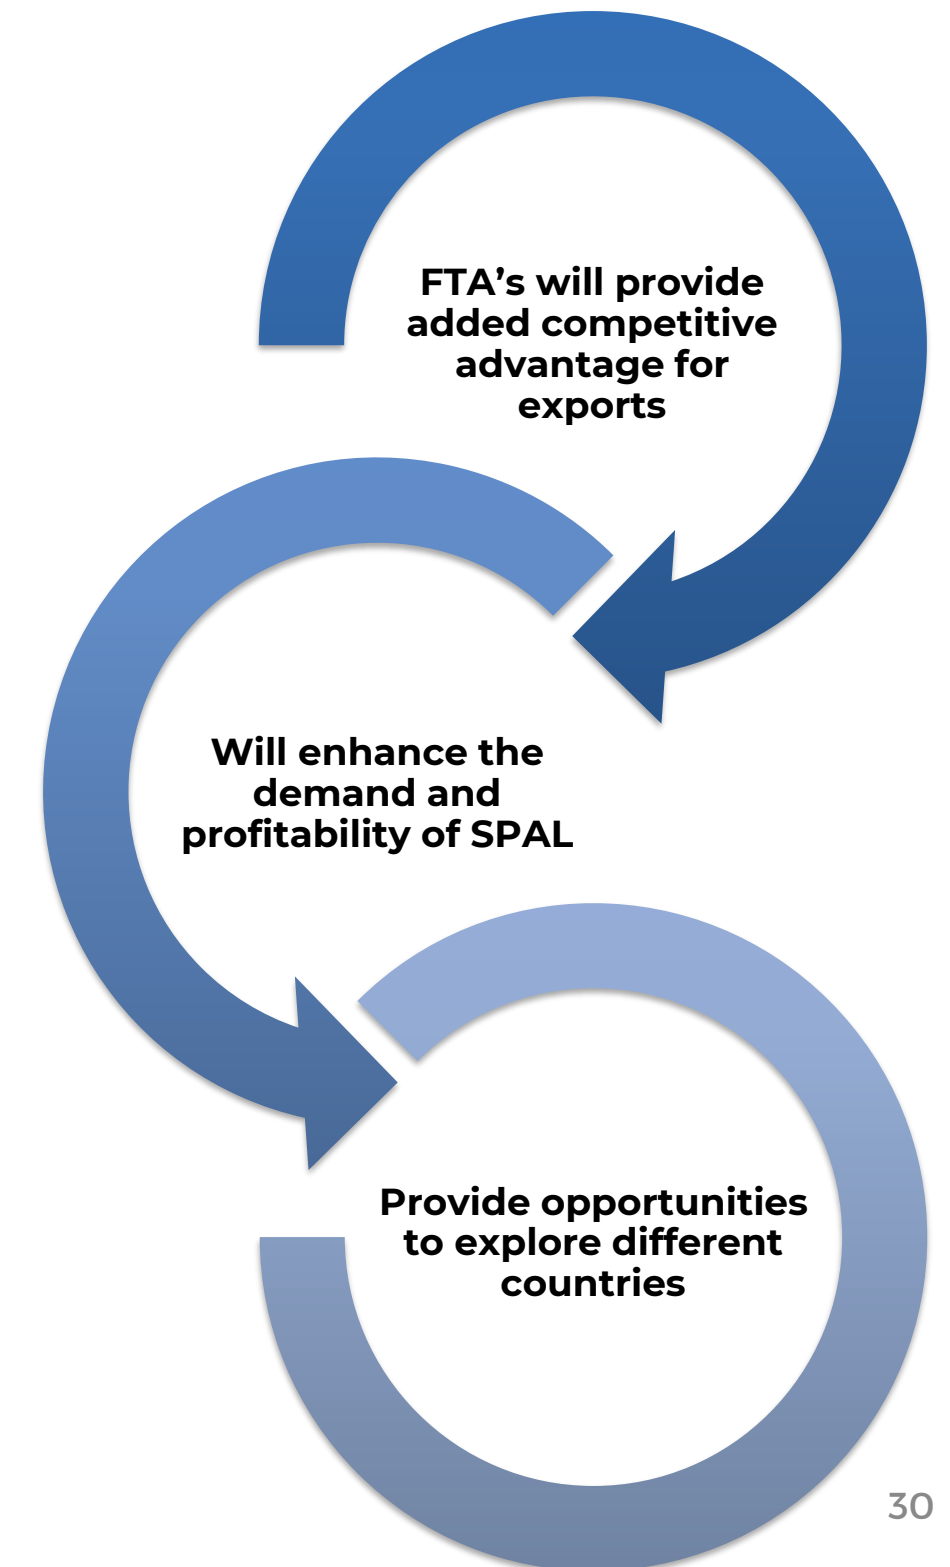 FTA’s will provide
added competitive
advantage for
exports
Will enhance the
demand and
profitability of SPAL
Provide opportunities
to explore different
countries
30